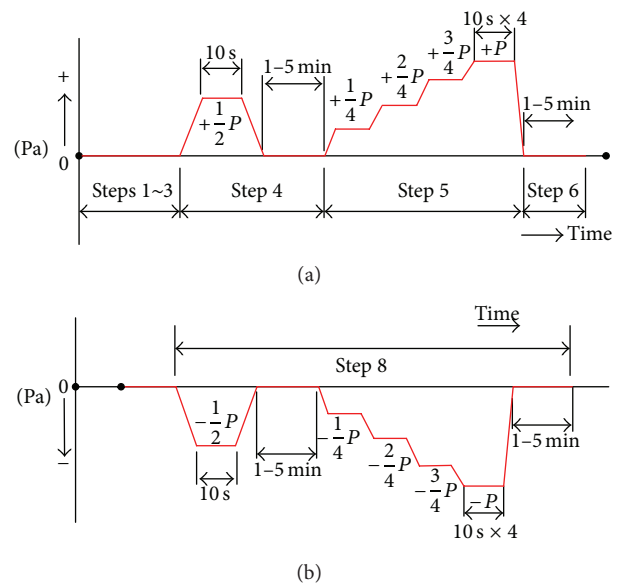 10 s × 4
10 s
1–5 min
+1/4 P
+2/4 P
+3/4 P
+P
+
+1/2 P
1–5 min
(Pa)
0
Steps 1~3
Step 4
Step 5
Step 6
Time
(a)
Time
Step 8
0
(Pa)
−
−1/2 P
10 s
1–5 min
−1/4 P
−2/4 P
−3/4 P
−P
10 s × 4
1–5 min
(b)